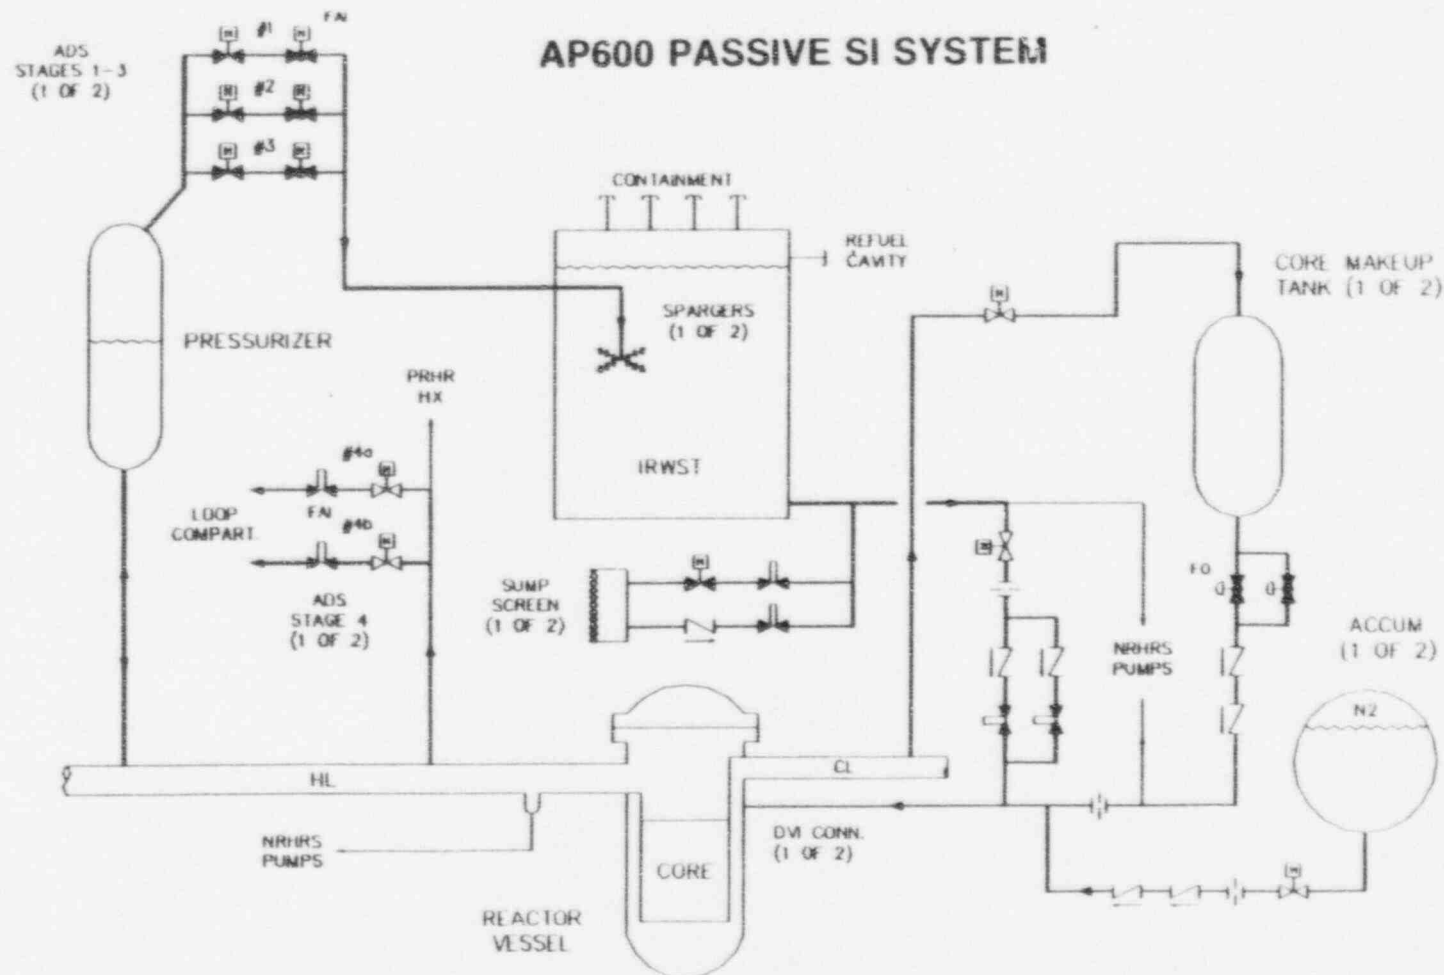 AP600 PASSIVE SI SYSTEM
ADS
STAGES 1-3
(1 OF 2)
#1
FAI
M
M
#2
M
M
#3
M
M
CONTAINMENT
REFUEL
CAVITY
SPARGERS
(1 OF 2)
IRWST
CORE MAKEUP
TANK (1 OF 2)
M
PRESSURIZER
PRHR
HX
#4a
M
LOOP
COMPART.
FAI
#4b
M
ADS
STAGE 4
(1 OF 2)
SUMP
SCREEN
(1 OF 2)
M
M
NRHRS
PUMPS
FO
ACCUM
(1 OF 2)
N2
HL
CL
NRHRS
PUMPS
CORE
DVI CONN.
(1 OF 2)
M
REACTOR
VESSEL